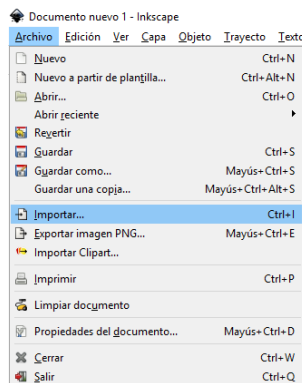 Documento nuevo 1 - Inkscape
Archivo Edición Ver Capa Objeto Trayecto Texto
Nuevo Ctrl+N
Nuevo a partir de plantilla... Ctrl+Alt+N
Abrir... Ctrl+O
Abrir reciente
Revertir
Guardar Ctrl+S
Guardar como... Mayús+Ctrl+S
Guardar una copia... Mayús+Ctrl+Alt+S
Importar... Ctrl+I
Exportar imagen PNG... Mayús+Ctrl+E
Importar Clipart...
Imprimir Ctrl+P
Limpiar documento
Propiedades del documento... Mayús+Ctrl+D
Cerrar Ctrl+W
Salir Ctrl+Q